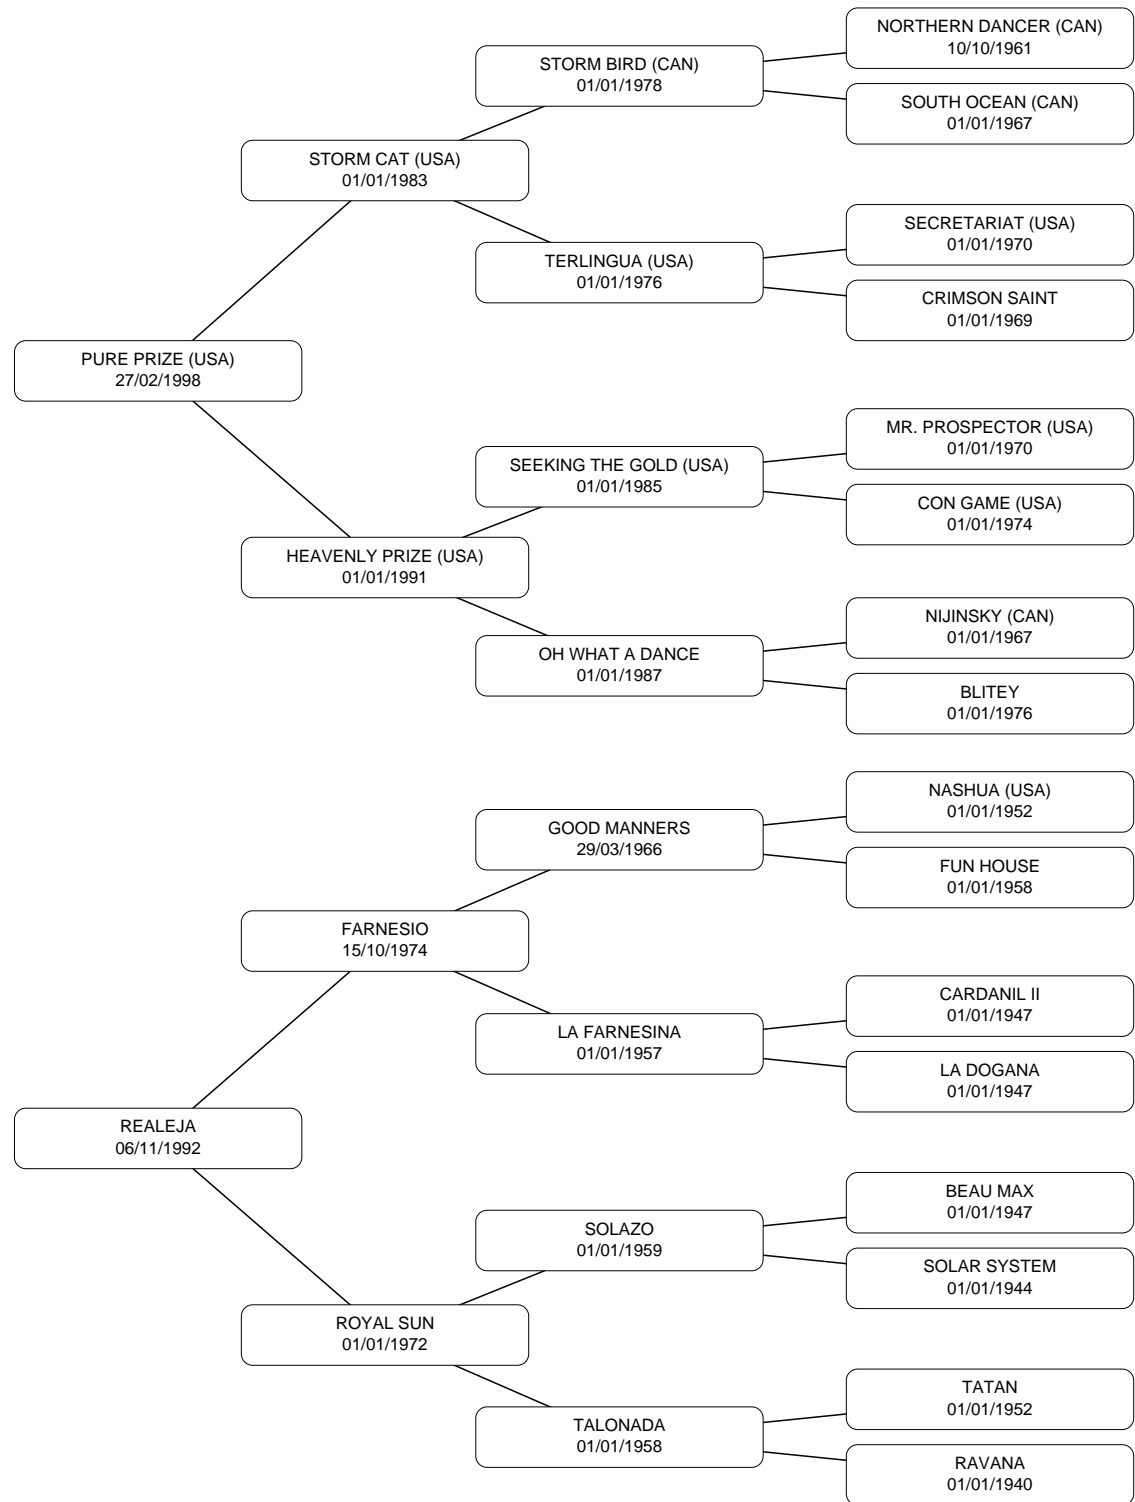 NORTHERN DANCER (CAN)
10/10/1961
STORM BIRD (CAN)
01/01/1978
SOUTH OCEAN (CAN)
01/01/1967
STORM CAT (USA)
01/01/1983
SECRETARIAT (USA)
01/01/1970
TERLINGUA (USA)
01/01/1976
CRIMSON SAINT
01/01/1969
PURE PRIZE (USA)
27/02/1998
MR. PROSPECTOR (USA)
01/01/1970
SEEKING THE GOLD (USA)
01/01/1985
CON GAME (USA)
01/01/1974
HEAVENLY PRIZE (USA)
01/01/1991
NIJINSKY (CAN)
01/01/1967
OH WHAT A DANCE
01/01/1987
BLITEY
01/01/1976
NASHUA (USA)
01/01/1952
GOOD MANNERS
29/03/1966
FUN HOUSE
01/01/1958
FARNESIO
15/10/1974
CARDANIL II
01/01/1947
LA FARNESINA
01/01/1957
LA DOGANA
01/01/1947
REALEJA
06/11/1992
BEAU MAX
01/01/1947
SOLAZO
01/01/1959
SOLAR SYSTEM
01/01/1944
ROYAL SUN
01/01/1972
TATAN
01/01/1952
TALONADA
01/01/1958
RAVANA
01/01/1940